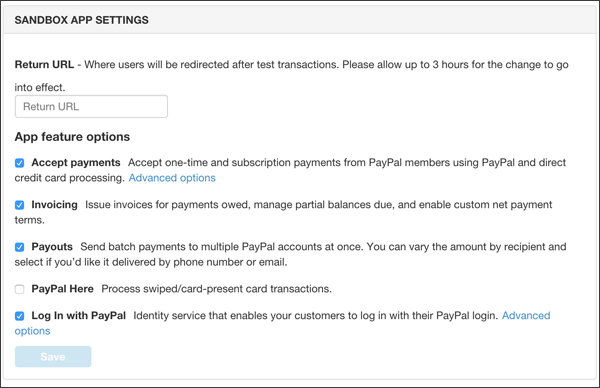 SANDBOX APP SETTINGS
Return URL - Where users will be redirected after test transactions. Please allow up to 3 hours for the change to go
into effect.
Return URL
App feature options
Accept payments Accept one-time and subscription payments from PayPal members using PayPal and direct
credit card processing. Advanced options
Invoicing Issue invoices for payments owed, manage partial balances due, and enable custom net payment
terms.
Payouts Send batch payments to multiple PayPal accounts at once. You can vary the amount by recipient and
select if you'd like it delivered by phone number or email.
PayPal Here Process swiped/card-present card transactions.
Log In with PayPal Identity service that enables your customers to log in with their PayPal login. Advanced
options
Save